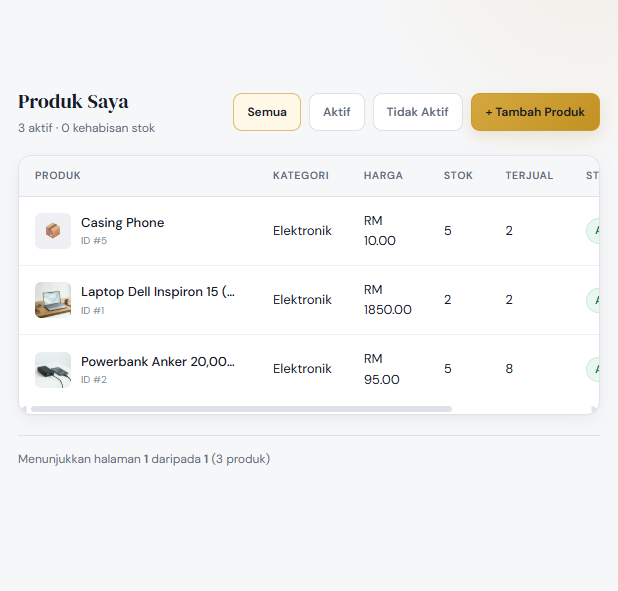 Produk Saya
3 aktif · 0 kehabisan stok
Semua
Aktif
Tidak Aktif
+ Tambah Produk
PRODUK KATEGORI HARGA STOK TERJUAL ST
Casing Phone
ID #5
Elektronik
RM
10.00
5
2
A
Laptop Dell Inspiron 15 (...
ID #1
Elektronik
RM
1850.00
2
2
A
Powerbank Anker 20,00...
ID #2
Elektronik
RM
95.00
5
8
A
Menunjukkan halaman 1 daripada 1 (3 produk)